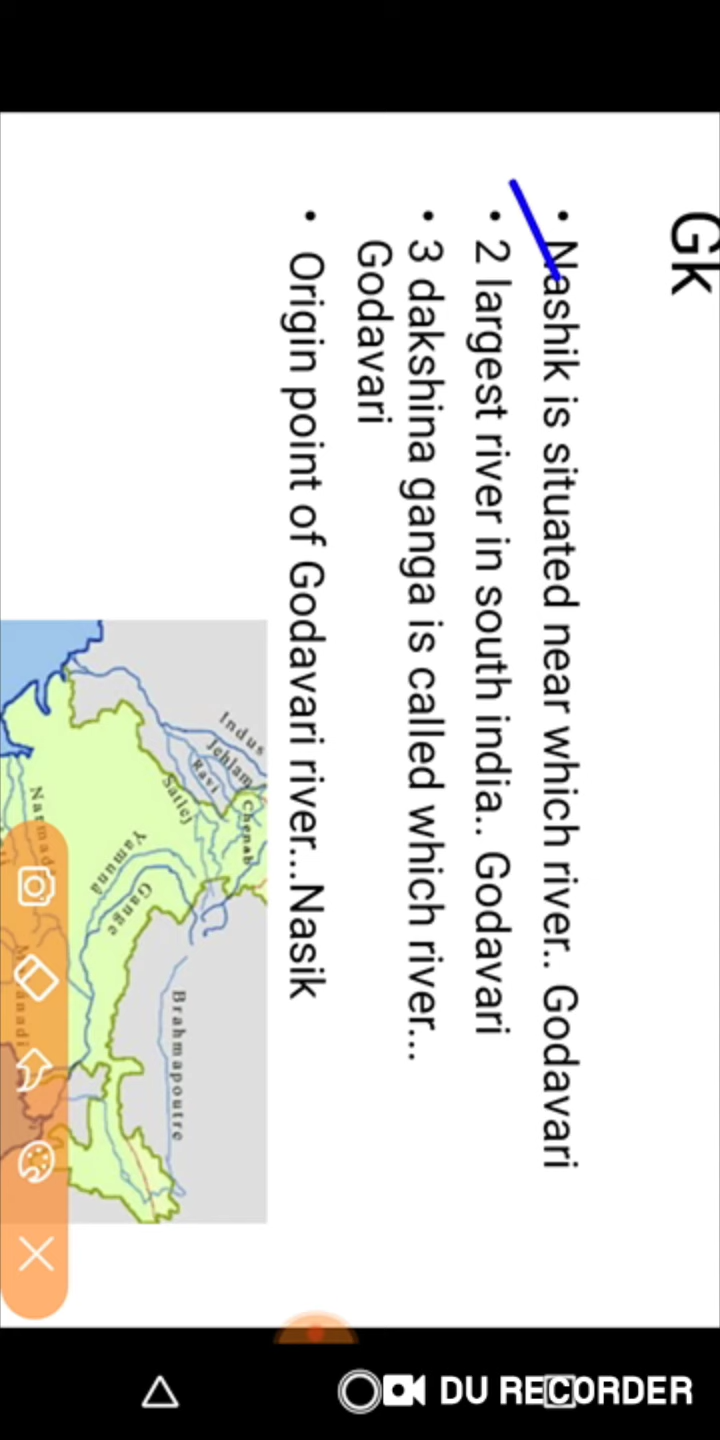 Gk
• Nashik is situated near which river.. Godavari
• 2 largest river in south india.. Godavari
• 3 dakshina ganga is called which river...
Godavari
• Origin point of Godavari river...Nasik
Indus
Jehlam
Ravi
Chenab
Satlej
Yamuna
Gange
Brahmapoutre
DU RECORDER